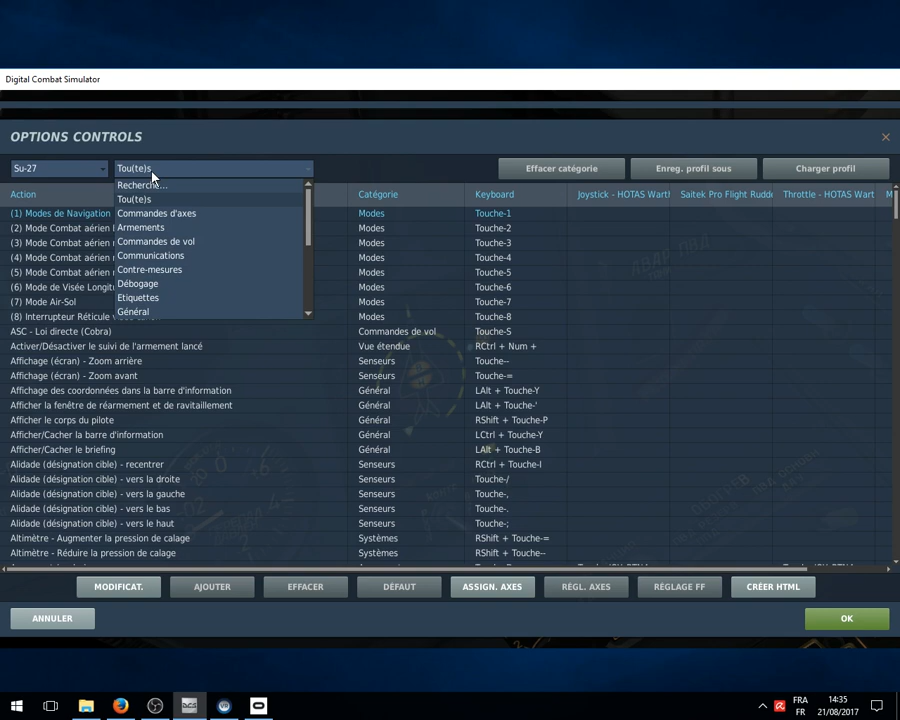 Digital Combat Simulator
OPTIONS CONTROLS
Su-27
Tou(te)s
Effacer catégorie
Enreg. profil sous
Charger profil
Recherche...
Tou(te)s
Commandes d'axes
Armements
Commandes de vol
Communications
Contre-mesures
Débogage
Etiquettes
Général
Action Catégorie Keyboard Joystick - HOTAS Wart Saitek Pro Flight Rudde Throttle - HOTAS Wart M
(1) Modes de Navigation Modes Touche-1
(2) Mode Combat aérien Modes Touche-2
(3) Mode Combat aérien Modes Touche-3
(4) Mode Combat aérien Modes Touche-4
(5) Mode Combat aérien Modes Touche-5
(6) Mode de Visée Longitu Modes Touche-6
(7) Mode Air-Sol Modes Touche-7
(8) Interrupteur Réticule Modes Touche-8
ASC - Loi directe (Cobra) Commandes de vol Touche-S
Activer/Désactiver le suivi de l'armement lancé Vue étendue RCtrl + Num +
Affichage (écran) - Zoom arrière Senseurs Touche--
Affichage (écran) - Zoom avant Senseurs Touche-=
Affichage des coordonnées dans la barre d'information Général LAlt + Touche-Y
Afficher la fenêtre de réarmement et de ravitaillement Général LAlt + Touche-'
Afficher le corps du pilote Général RShift + Touche-P
Afficher/Cacher la barre d'information Général LCtrl + Touche-Y
Afficher/Cacher le briefing Général LAlt + Touche-B
Alidade (désignation cible) - recentrer Senseurs RCtrl + Touche-I
Alidade (désignation cible) - vers la droite Senseurs Touche-/
Alidade (désignation cible) - vers la gauche Senseurs Touche-,
Alidade (désignation cible) - vers le bas Senseurs Touche-.
Alidade (désignation cible) - vers le haut Senseurs Touche-;
Altimètre - Augmenter la pression de calage Systèmes RShift + Touche-=
Altimètre - Réduire la pression de calage Systèmes RShift + Touche--
MODIFICAT.
AJOUTER
EFFACER
DÉFAUT
ASSIGN. AXES
RÉGL. AXES
RÉGLAGE FF
CRÉER HTML
ANNULER
OK
FRA
FR
14:35
21/08/2017